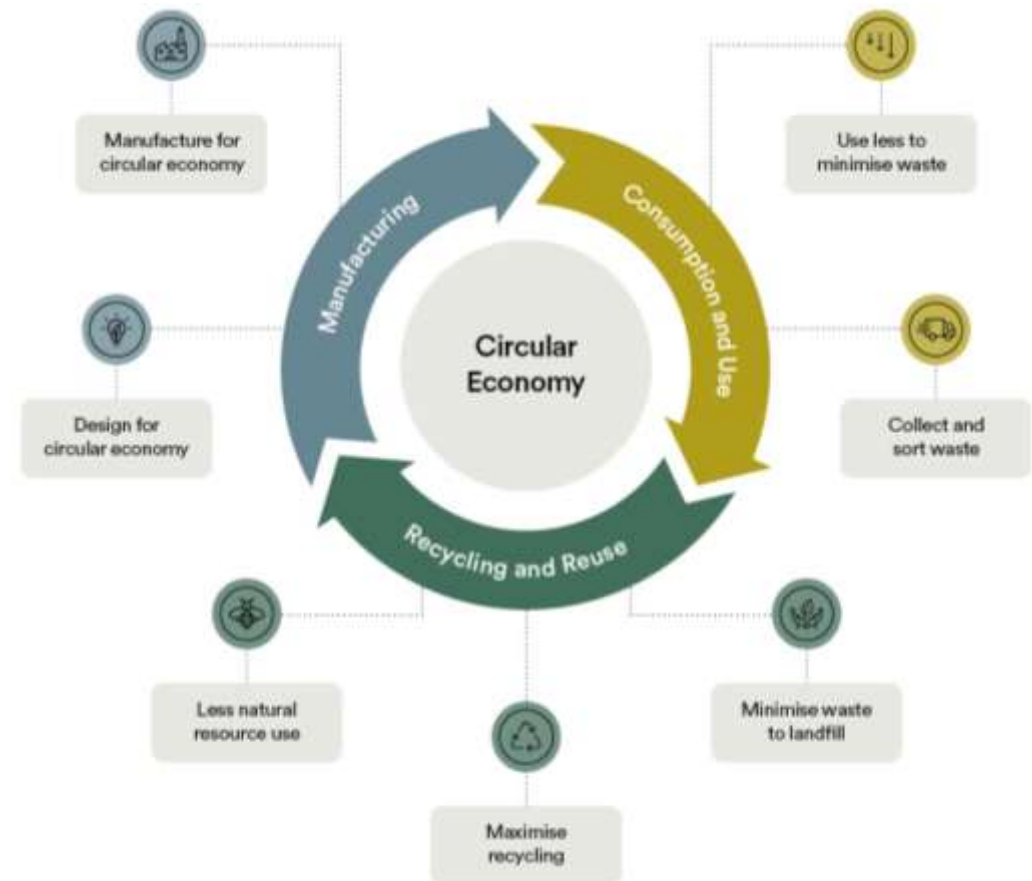 Manufacture for
circular economy
Use less to
minimise waste
Manufacturing
Consumption and Use
Circular
Economy
Design for
circular economy
Collect and
sort waste
Recycling and Reuse
Less natural
resource use
Minimise waste
to landfill
Maximise
recycling